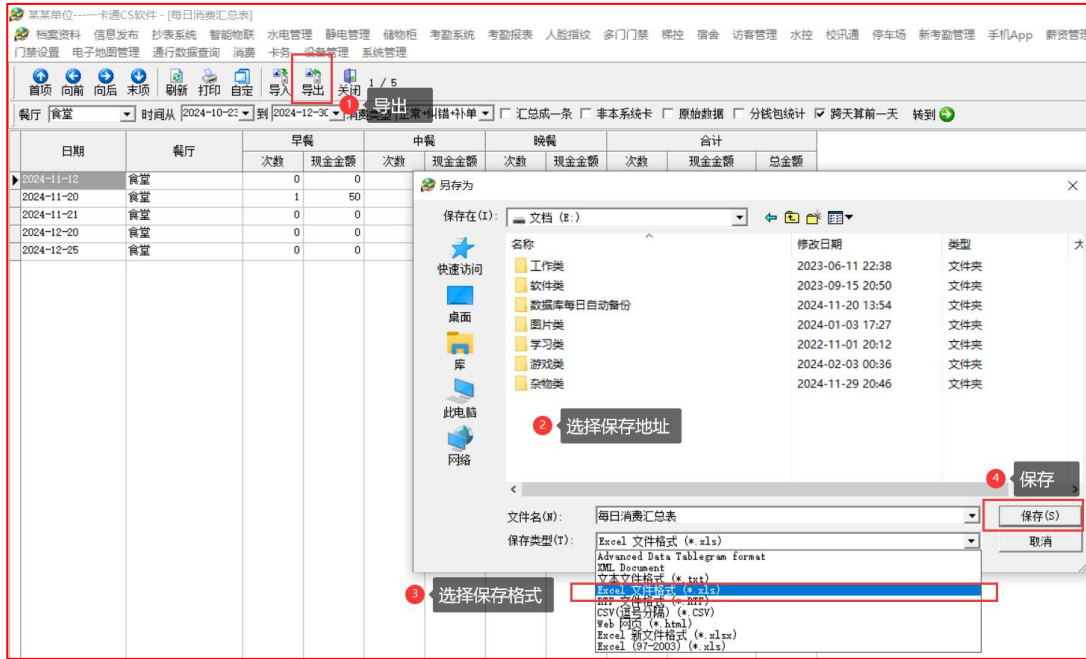 某某单位---一卡通CS软件 - [每日消费汇总表]
档案资料 信息发布 抄表系统 智能物联 水电管理 静电管理 储物柜 考勤系统 考勤报表 人脸指纹 多门门禁 梯控 宿舍 访客管理 水控 校讯通 停车场 新考勤管理 手机App 薪资管理
门禁设置 电子地图管理 通行数据查询 消费 卡务 设备管理 系统管理
首项 向前 向后 末项 刷新 打印 自定 导入 导出 关闭 1 / 5
1 导出
餐厅 食堂 时间从 2024-10-23 到 2024-12-30 消费类型 正常+纠错+补单 汇总成一条 非本系统卡 原始数据 分钱包统计 跨天算前一天 转到
日期 餐厅 早餐 中餐 晚餐 合计
次数 现金金额 次数 现金金额 次数 现金金额 次数 现金金额 总金额
2024-11-12 食堂 0 0
2024-11-20 食堂 1 50
2024-11-21 食堂 0 0
2024-12-20 食堂 0 0
2024-12-25 食堂 0 0
另存为
保存在(I): 文档 (E:)
名称 修改日期 类型 大
快速访问
桌面
库
此电脑
网络
工作类 2023-06-11 22:38 文件夹
软件类 2023-09-15 20:50 文件夹
数据库每日自动备份 2024-11-20 13:54 文件夹
图片类 2024-01-03 17:27 文件夹
学习类 2022-11-01 20:12 文件夹
游戏类 2024-02-03 00:36 文件夹
杂物类 2024-11-29 20:46 文件夹
2 选择保存地址
4 保存
文件名(N): 每日消费汇总表 保存(S)
保存类型(T): Excel 文件格式 (*.xls) 取消
Advanced Data Tablegram format
XML Document
文本文件格式 (*.txt)
3 选择保存格式
Excel 文件格式 (*.xls)
RTF 文件格式 (*.RTF)
CSV(逗号分隔) (*.CSV)
Web 网页 (*.html)
Excel 新文件格式 (*.xlsx)
Excel (97-2003) (*.xls)